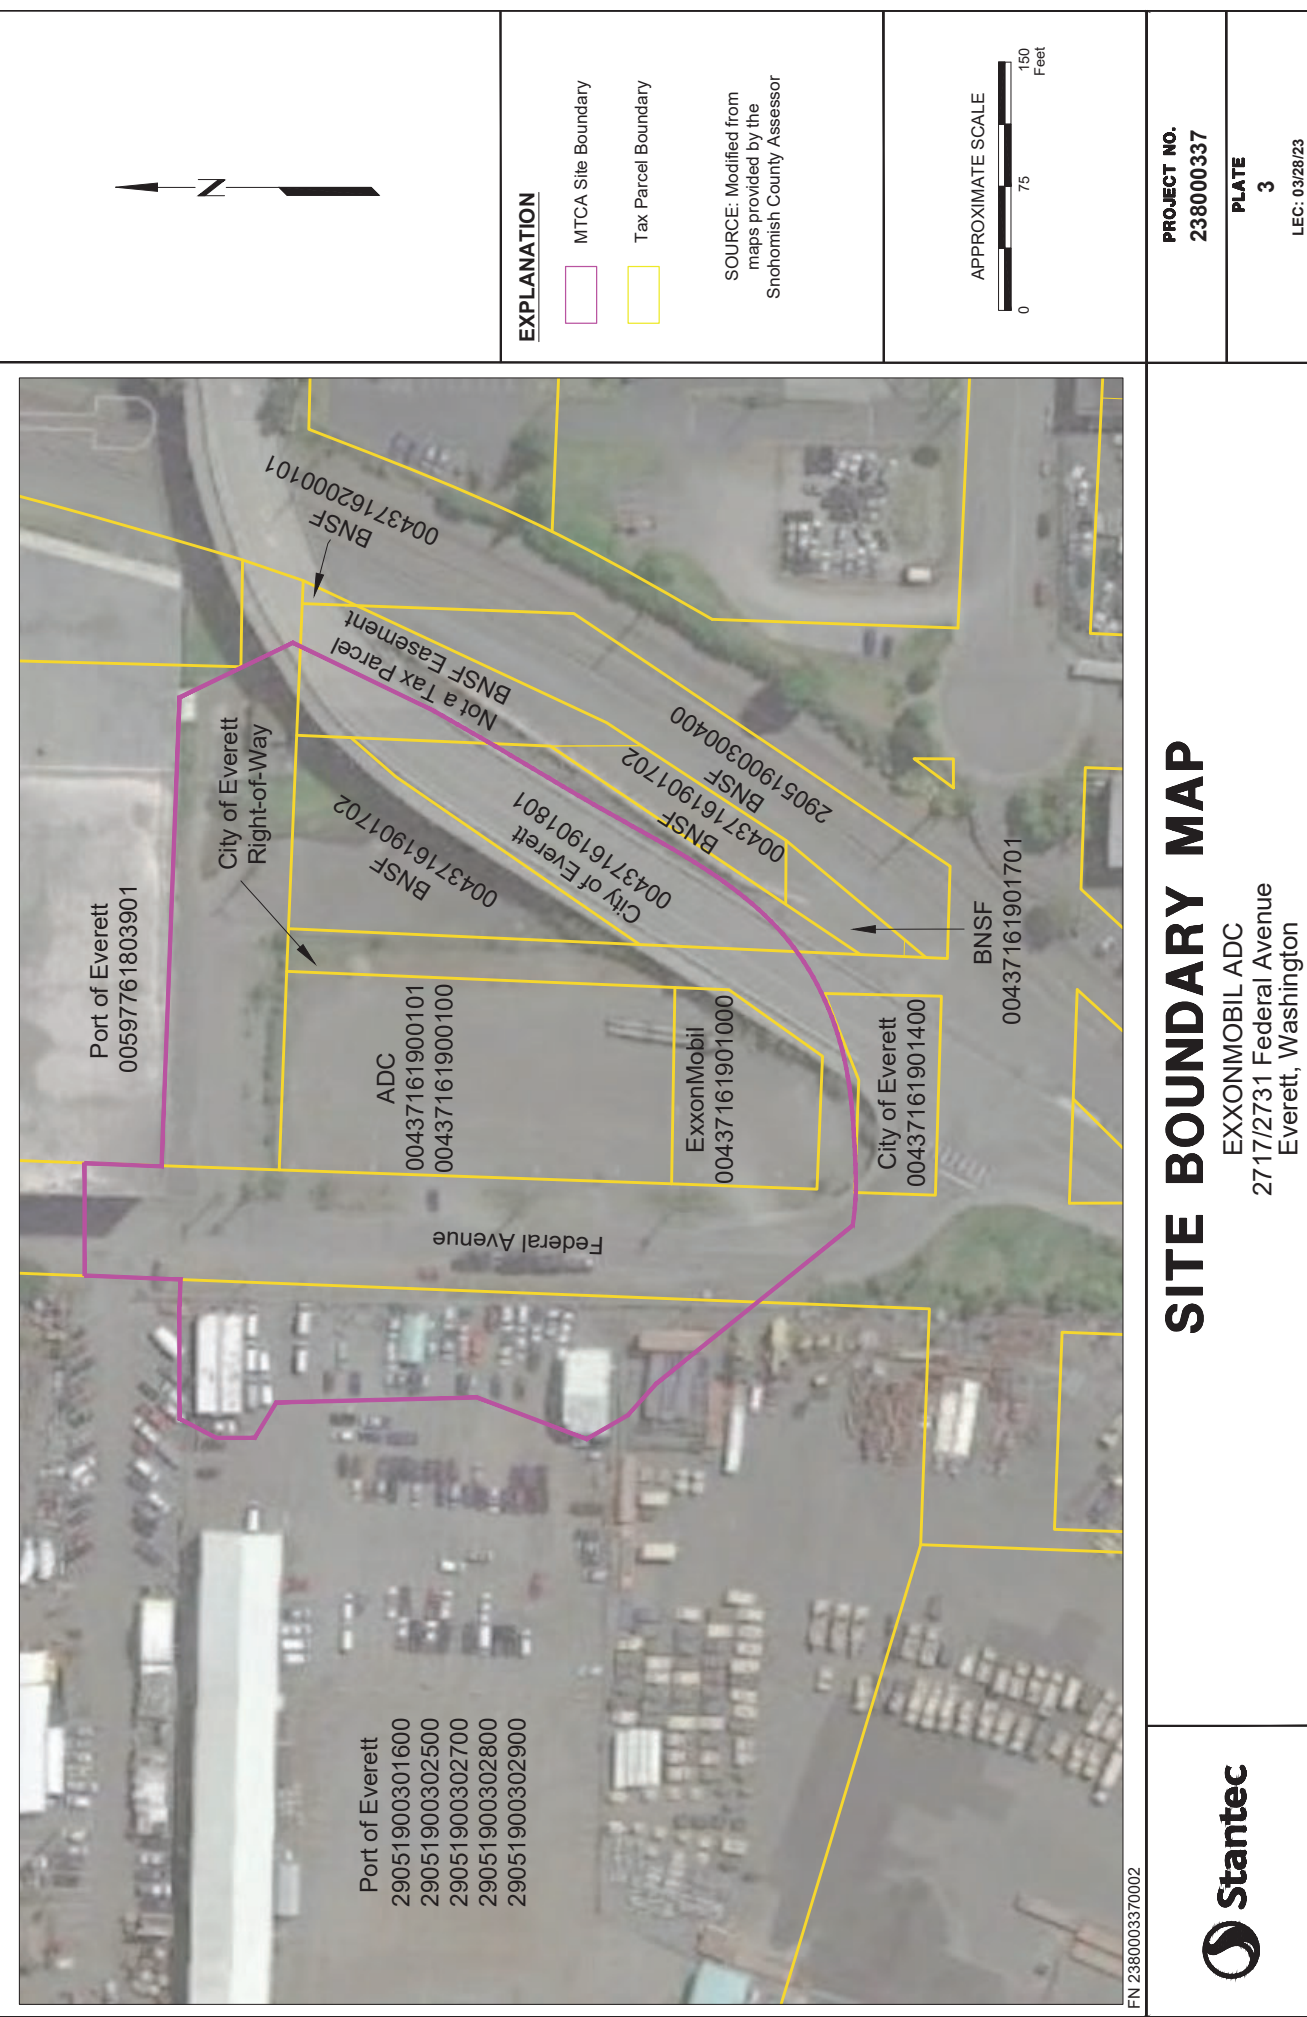 N
EXPLANATION
MTCA Site Boundary
Tax Parcel Boundary
SOURCE: Modified from
maps provided by the
Snohomish County Assessor
APPROXIMATE SCALE
0
75
150
Feet
Port of Everett
00597761803901
City of Everett
Right-of-Way
BNSF
00437162000101
Not a Tax Parcel
BNSF Easement
BNSF
00437161901702
City of Everett
00437161901801
BNSF
00437161901702
BNSF
29051900300400
ADC
00437161900101
00437161900100
ExxonMobil
00437161901000
City of Everett
00437161901400
BNSF
00437161901701
Federal Avenue
Port of Everett
29051900301600
29051900302500
29051900302700
29051900302800
29051900302900
FN 2380003370002
Stantec
SITE BOUNDARY MAP
EXXONMOBIL ADC
2717/2731 Federal Avenue
Everett, Washington
PROJECT NO.
238000337
PLATE
3
LEC: 03/28/23